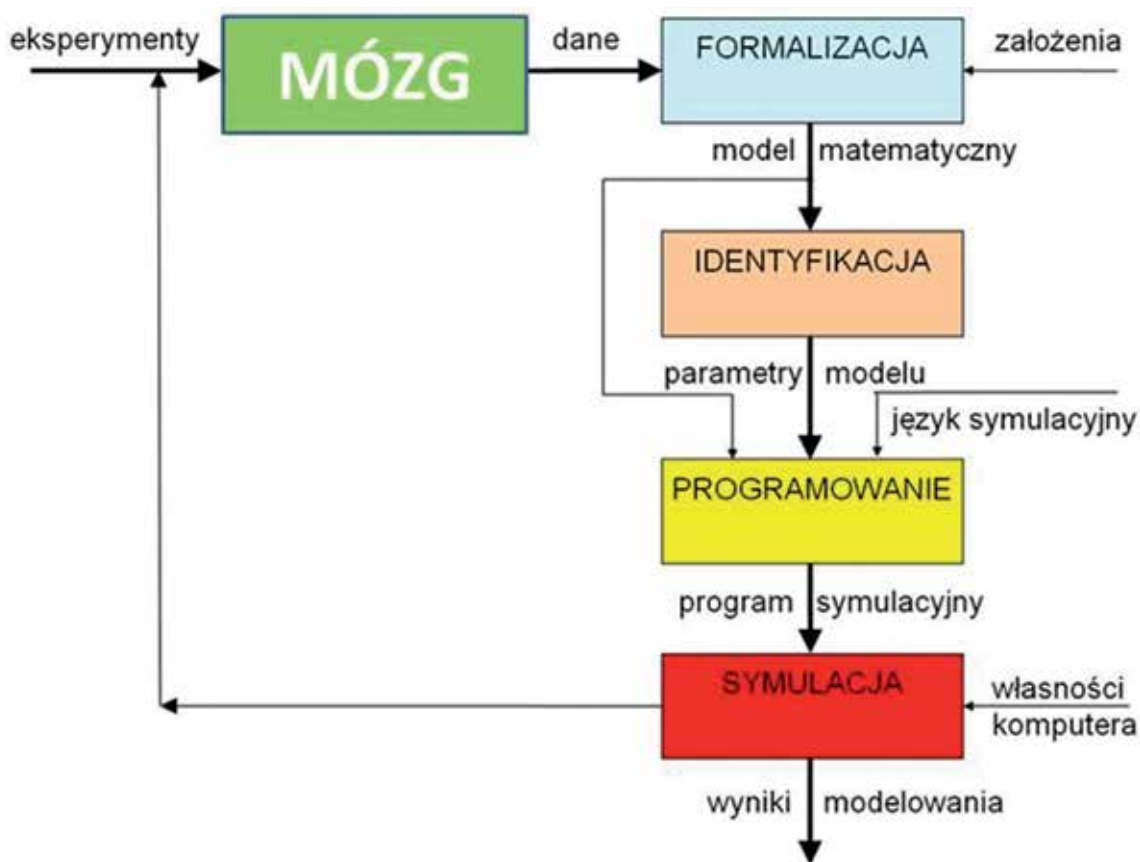 eksperymenty
MÓZG
dane
FORMALIZACJA
założenia
model matematyczny
IDENTYFIKACJA
parametry modelu
język symulacyjny
PROGRAMOWANIE
program symulacyjny
SYMULACJA
własności
komputera
wyniki modelowania